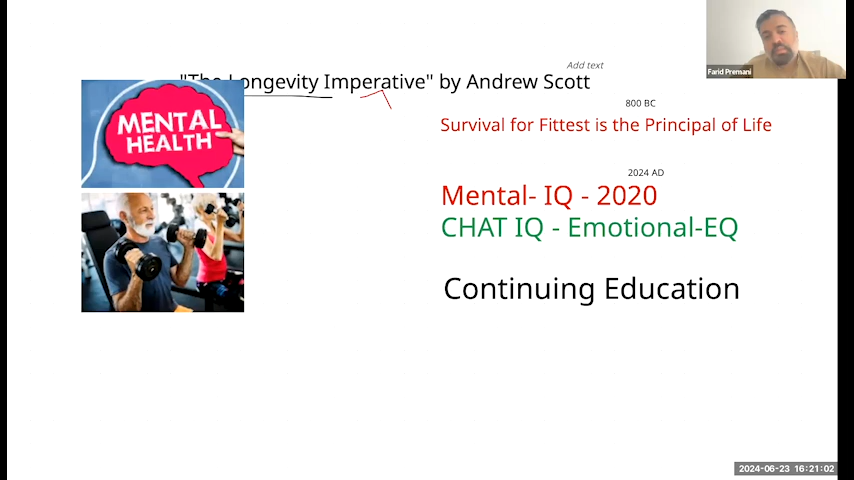 Add text
"The Longevity Imperative" by Andrew Scott
Farid Premani
MENTAL
HEALTH
800 BC
Survival for Fittest is the Principal of Life
2024 AD
Mental- IQ - 2020
CHAT IQ - Emotional-EQ
Continuing Education
2024-06-23 16:21:02